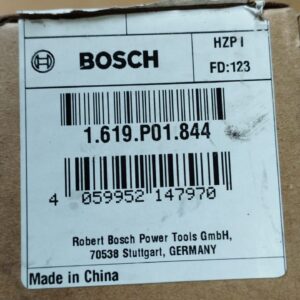 BOSCH
HZP I
FD:123
1.619.P01.844
4 059952 147970
Robert Bosch Power Tools GmbH,
70538 Stuttgart, GERMANY
Made in China